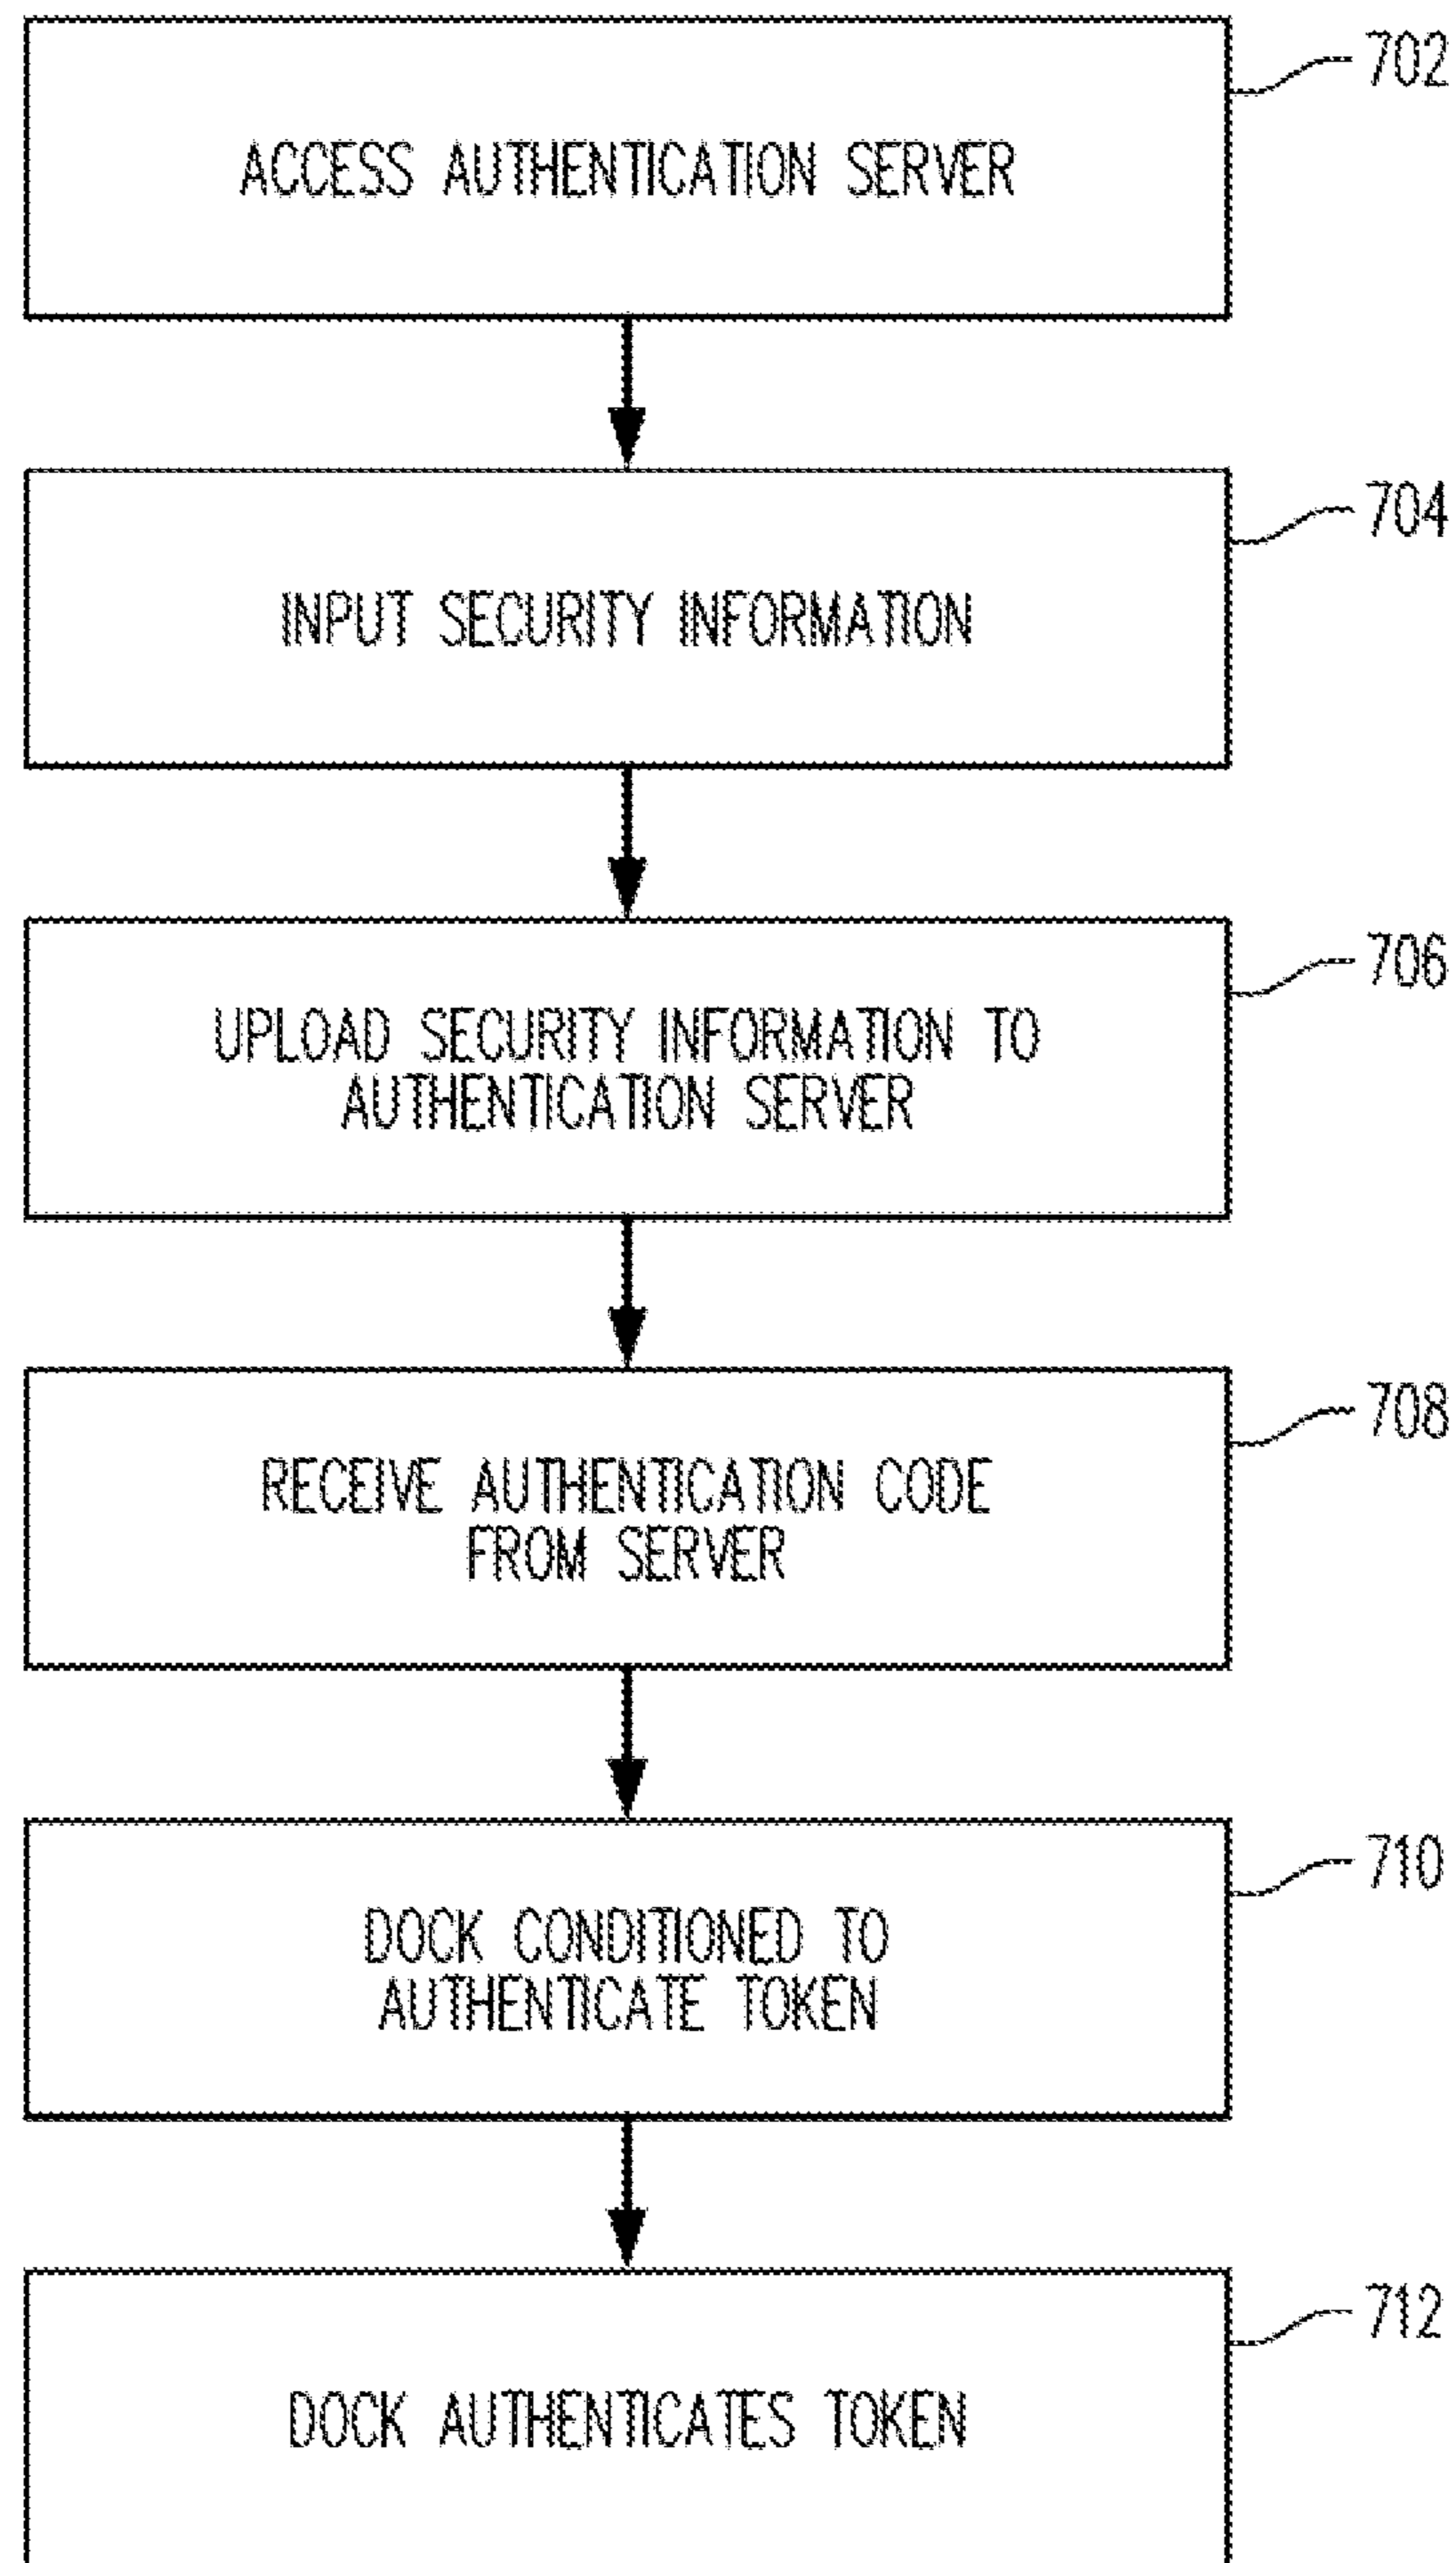 702
ACCESS AUTHENTICATION SERVER
704
INPUT SECURITY INFORMATION
706
UPLOAD SECURITY INFORMATION TO
AUTHENTICATION SERVER
708
RECEIVE AUTHENTICATION CODE
FROM SERVER
710
DOCK CONDITIONED TO
AUTHENTICATE TOKEN
712
DOCK AUTHENTICATES TOKEN